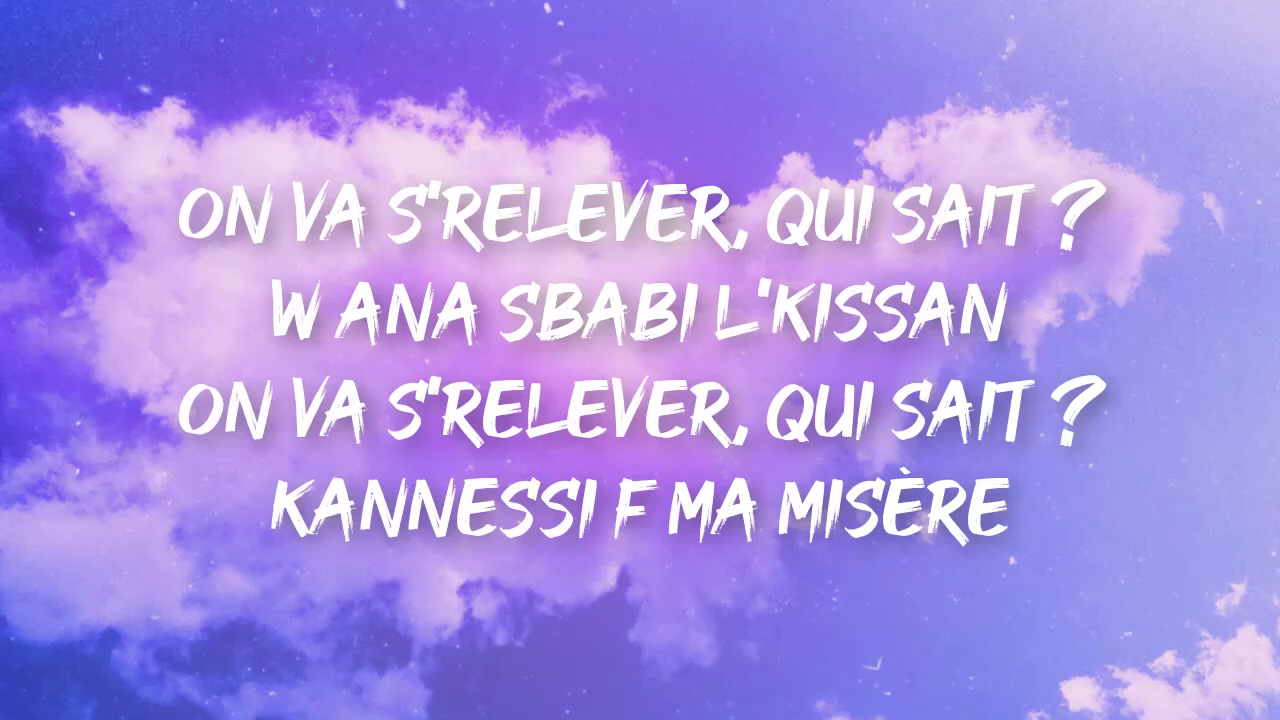 ON VA S'RELEVER, QUI SAIT ?
W ANA SBABI L'KISSAN
ON VA S'RELEVER, QUI SAIT ?
KANNESSI F MA MISÈRE